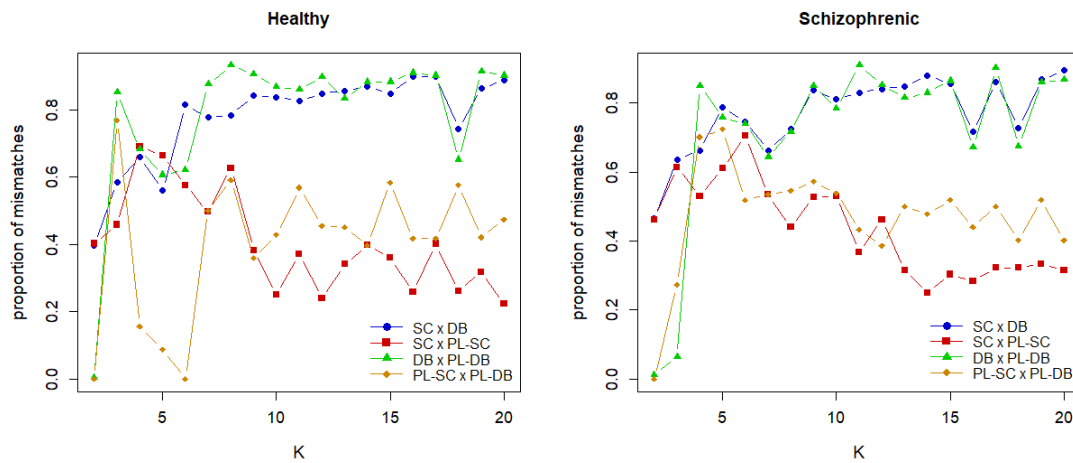 Healthy
proportion of mismatches
0.0
0.2
0.4
0.6
0.8
5
10
15
20
K
SC x DB
SC x PL-SC
DB x PL-DB
PL-SC x PL-DB
Schizophrenic
proportion of mismatches
0.0
0.2
0.4
0.6
0.8
5
10
15
20
K
SC x DB
SC x PL-SC
DB x PL-DB
PL-SC x PL-DB